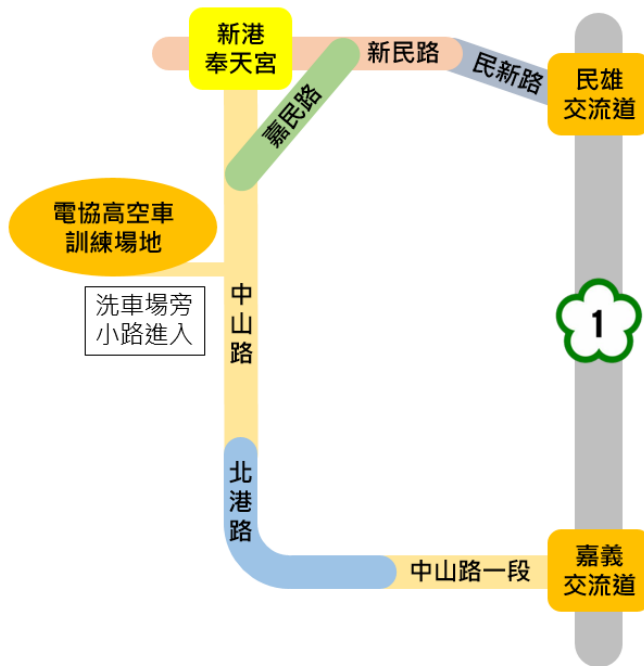 新港
奉天宮
新民路
民新路
民雄
交流道
嘉民路
電協高空車
訓練場地
洗車場旁
小路進入
中山路
1
北港路
中山路一段
嘉義
交流道